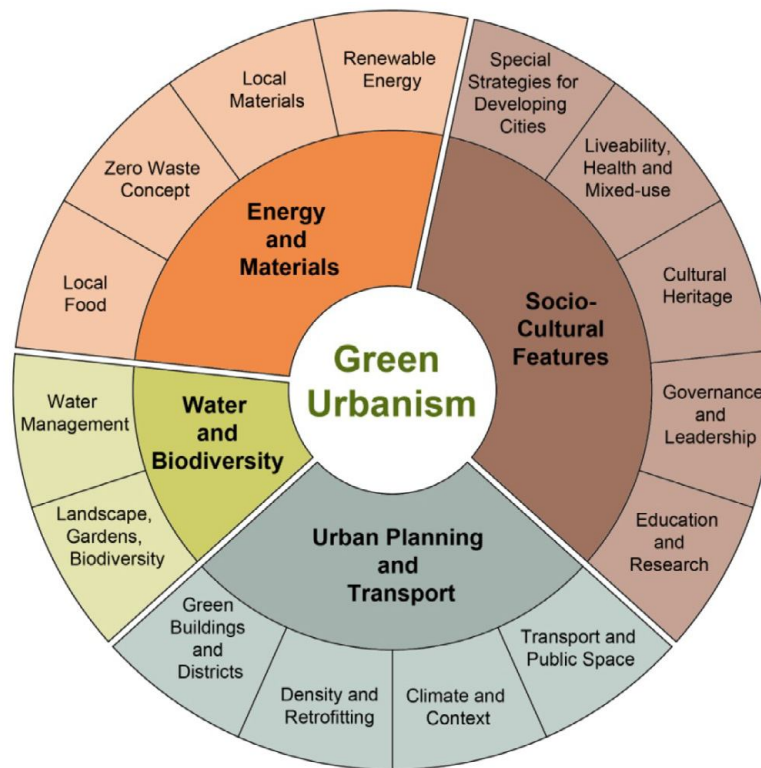 Green
Urbanism
Energy
and
Materials
Local
Food
Zero Waste
Concept
Local
Materials
Renewable
Energy
Socio-
Cultural
Features
Special
Strategies for
Developing
Cities
Liveability,
Health and
Mixed-use
Cultural
Heritage
Governance
and
Leadership
Education
and
Research
Urban Planning
and
Transport
Transport and
Public Space
Climate and
Context
Density and
Retrofitting
Green
Buildings
and
Districts
Water
and
Biodiversity
Landscape,
Gardens,
Biodiversity
Water
Management